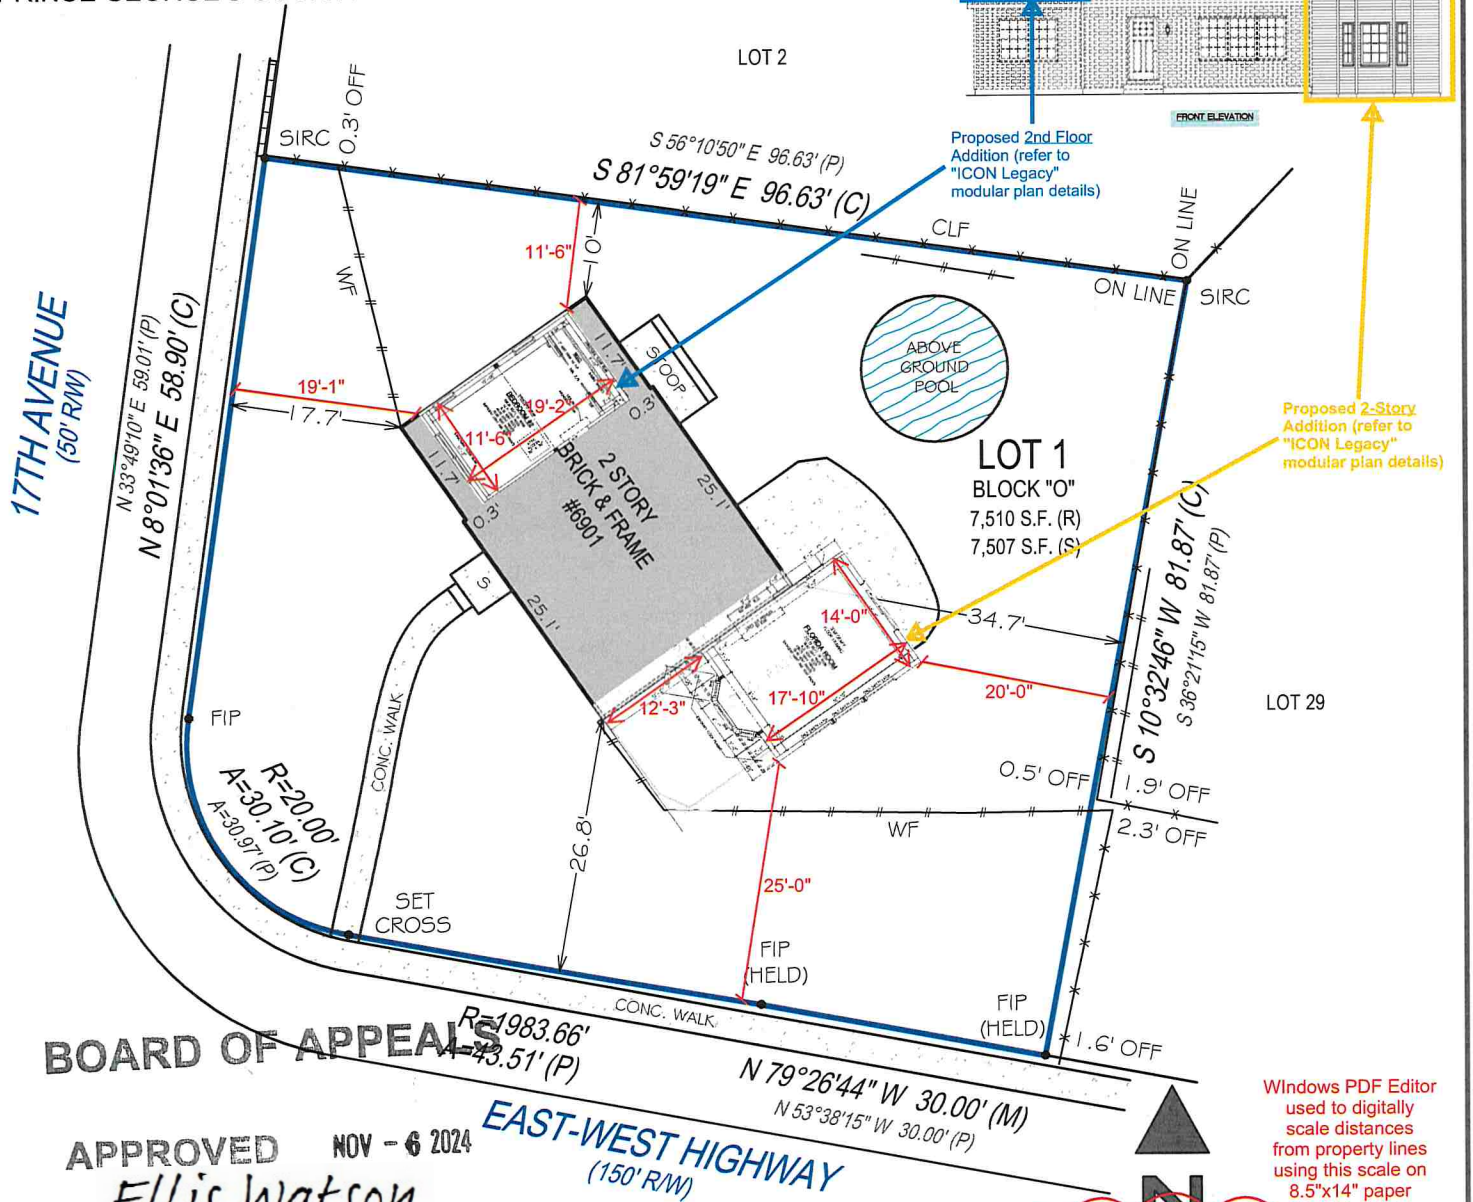 LOT 2
FRONT ELEVATION
Proposed 2nd Floor
Addition (refer to
"ICON Legacy"
modular plan details)
SIRC
0.3' OFF
S 56°10'50" E 96.63' (P)
S 81°59'19" E 96.63' (C)
CLF
ON LINE
ON LINE
SIRC
WF
11'-6"
10'
17TH AVENUE
(50' R/W)
N 33°49'10" E 59.01' (P)
N 8°01'36" E 58.90' (C)
19'-1"
17.7'
11.7'
STOOP
0.3'
19'-2"
11'-6"
BEDROOM #2
11.7'
0.3'
2 STORY
BRICK & FRAME
#6901
25.1'
25.1'
S
ABOVE
GROUND
POOL
LOT 1
BLOCK "O"
7,510 S.F. (R)
7,507 S.F. (S)
Proposed 2-Story
Addition (refer to
"ICON Legacy"
modular plan details)
S 10°32'46" W 81.87' (C)
S 36°21'15" W 81.87' (P)
14'-0"
FLORIDA ROOM
34.7'
17'-10"
12'-3"
20'-0"
LOT 29
FIP
CONC. WALK
R=20.00'
A=30.10' (C)
A=30.97' (P)
26.8'
25'-0"
WF
0.5' OFF
1.9' OFF
2.3' OFF
SET
CROSS
FIP
(HELD)
FIP
(HELD)
CONC. WALK
1.6' OFF
R=1983.66'
A=43.51' (P)
N 79°26'44" W 30.00' (M)
N 53°38'15" W 30.00' (P)
EAST-WEST HIGHWAY
(150' R/W)
BOARD OF APPEALS
APPROVED NOV - 6 2024
Ellis Watson
WIndows PDF Editor
used to digitally
scale distances
from property lines
using this scale on
8.5"x14" paper
N